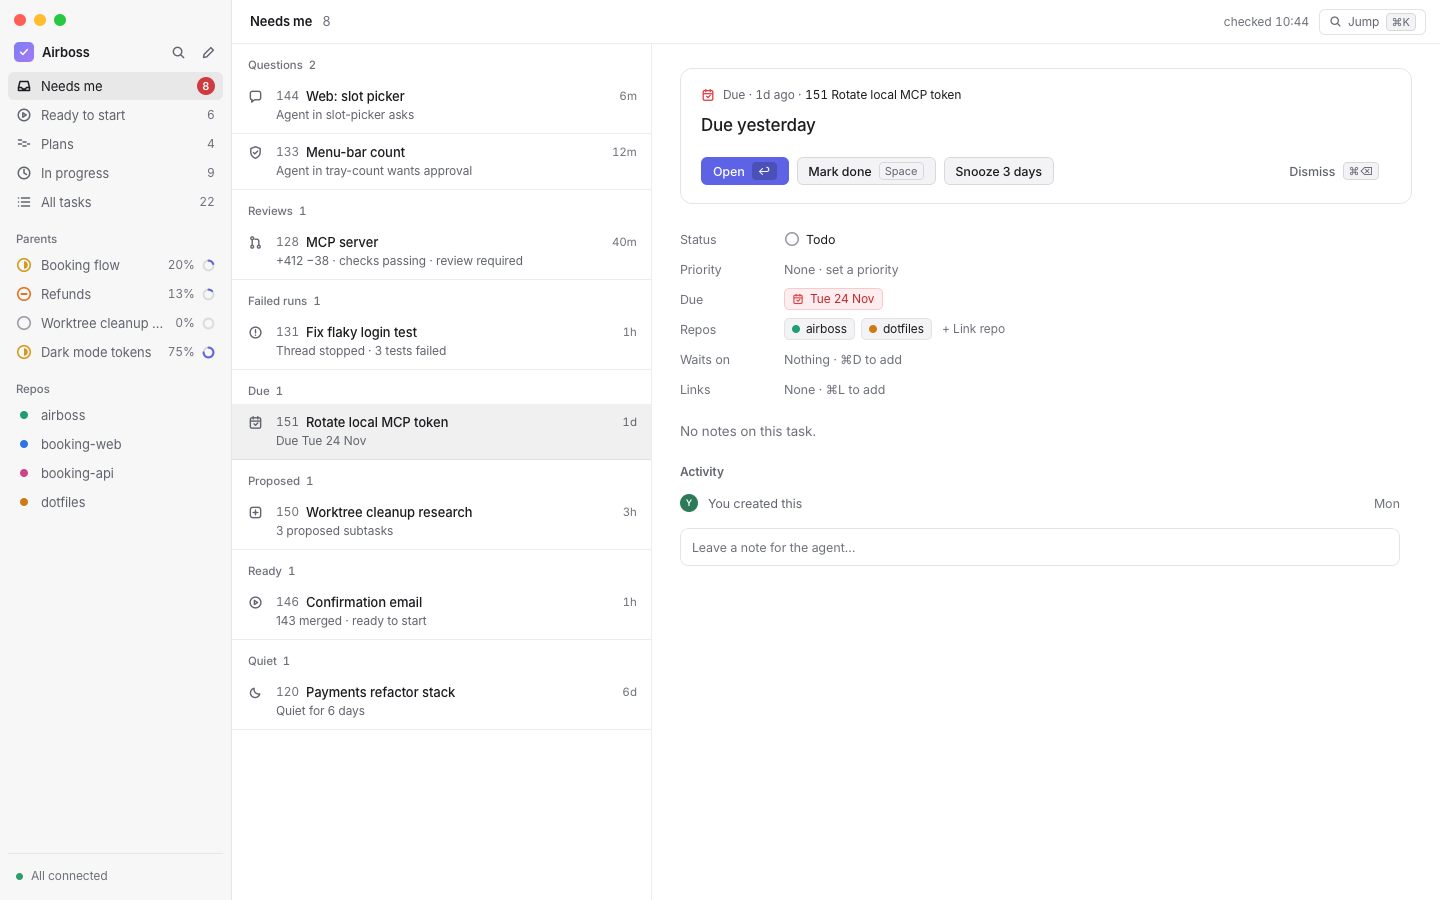 Airboss
Needs me 8
Ready to start 6
Plans 4
In progress 9
All tasks 22
Parents
Booking flow 20%
Refunds 13%
Worktree cleanup ... 0%
Dark mode tokens 75%
Repos
airboss
booking-web
booking-api
dotfiles
All connected
Needs me 8
checked 10:44
Jump ⌘K
Questions 2
144 Web: slot picker 6m
Agent in slot-picker asks
133 Menu-bar count 12m
Agent in tray-count wants approval
Reviews 1
128 MCP server 40m
+412 −38 · checks passing · review required
Failed runs 1
131 Fix flaky login test 1h
Thread stopped · 3 tests failed
Due 1
151 Rotate local MCP token 1d
Due Tue 24 Nov
Proposed 1
150 Worktree cleanup research 3h
3 proposed subtasks
Ready 1
146 Confirmation email 1h
143 merged · ready to start
Quiet 1
120 Payments refactor stack 6d
Quiet for 6 days
Due · 1d ago · 151 Rotate local MCP token
Due yesterday
Open ↩ Mark done Space Snooze 3 days Dismiss ⌘⌫
Status Todo
Priority None · set a priority
Due Tue 24 Nov
Repos airboss dotfiles + Link repo
Waits on Nothing · ⌘D to add
Links None · ⌘L to add
No notes on this task.
Activity
Y You created this Mon
Leave a note for the agent...